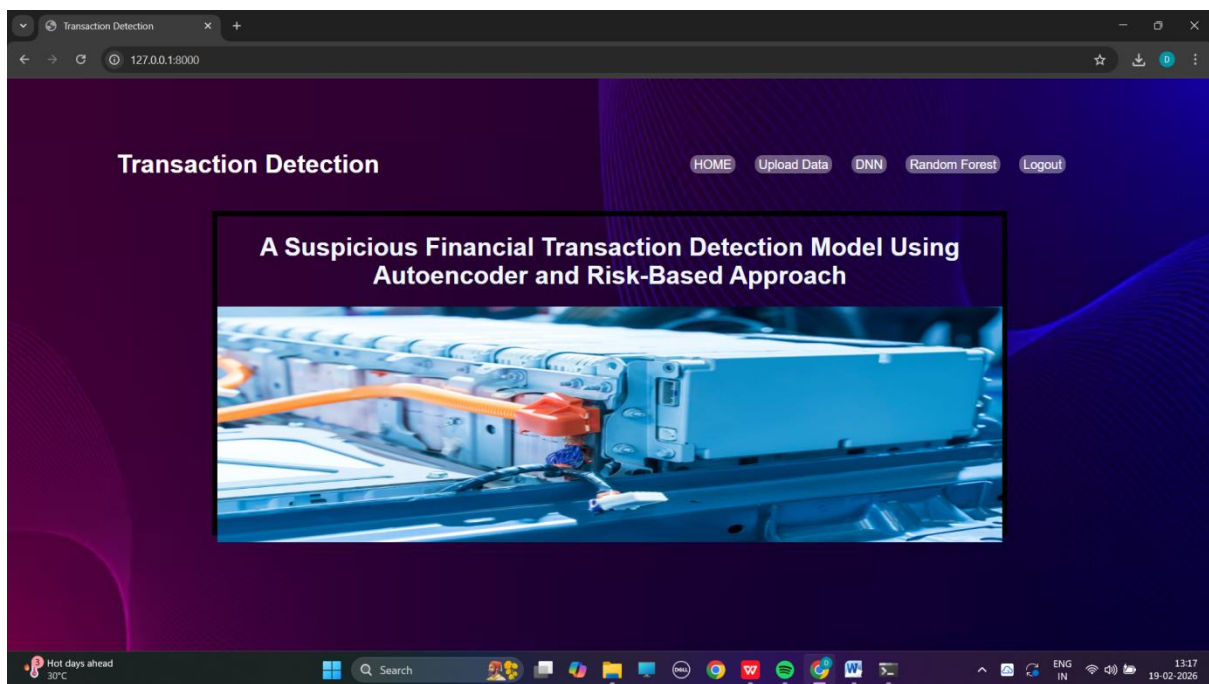 Transaction Detection
127.0.0.1:8000
D
Transaction Detection
HOME Upload Data DNN Random Forest Logout
A Suspicious Financial Transaction Detection Model Using
Autoencoder and Risk-Based Approach
3
Hot days ahead
30°C
Search
DELL
W
D
W
ENG
IN
13:17
19-02-2026